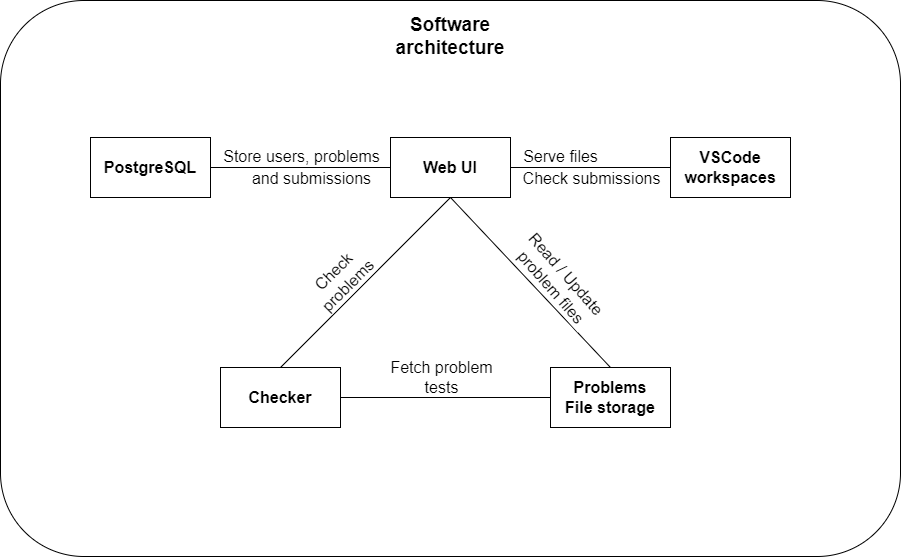 Software
architecture
PostgreSQL
Store users, problems
and submissions
Web UI
Serve files
Check submissions
VSCode
workspaces
Check
problems
Read / Update
problem files
Checker
Fetch problem
tests
Problems
File storage